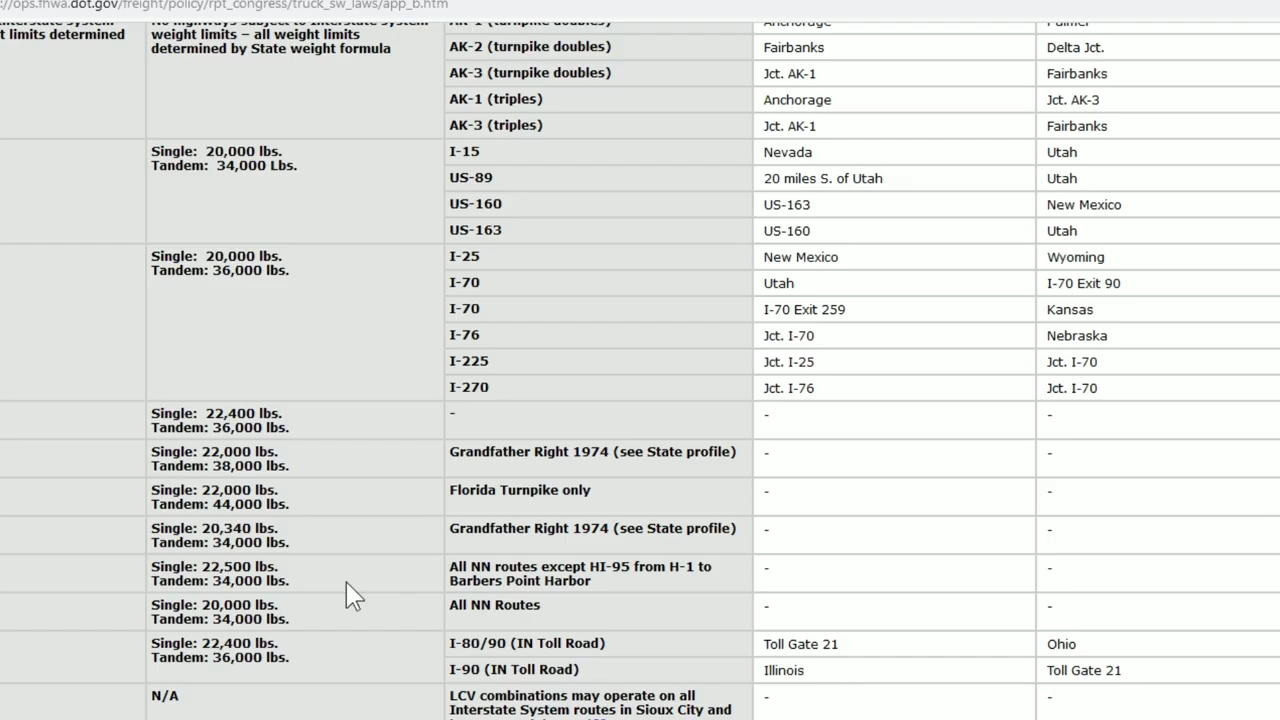 ://ops.fhwa.dot.gov/freight/policy/rpt_congress/truck_sw_laws/app_b.htm
t limits determined
weight limits – all weight limits
determined by State weight formula
AK-2 (turnpike doubles)
Fairbanks
Delta Jct.
AK-3 (turnpike doubles)
Jct. AK-1
Fairbanks
AK-1 (triples)
Anchorage
Jct. AK-3
AK-3 (triples)
Jct. AK-1
Fairbanks
Single: 20,000 lbs.
Tandem: 34,000 Lbs.
I-15
Nevada
Utah
US-89
20 miles S. of Utah
Utah
US-160
US-163
New Mexico
US-163
US-160
Utah
Single: 20,000 lbs.
Tandem: 36,000 lbs.
I-25
New Mexico
Wyoming
I-70
Utah
I-70 Exit 90
I-70
I-70 Exit 259
Kansas
I-76
Jct. I-70
Nebraska
I-225
Jct. I-25
Jct. I-70
I-270
Jct. I-76
Jct. I-70
Single: 22,400 lbs.
Tandem: 36,000 lbs.
-
-
-
Single: 22,000 lbs.
Tandem: 38,000 lbs.
Grandfather Right 1974 (see State profile)
-
-
Single: 22,000 lbs.
Tandem: 44,000 lbs.
Florida Turnpike only
-
-
Single: 20,340 lbs.
Tandem: 34,000 lbs.
Grandfather Right 1974 (see State profile)
-
-
Single: 22,500 lbs.
Tandem: 34,000 lbs.
All NN routes except HI-95 from H-1 to
Barbers Point Harbor
-
-
Single: 20,000 lbs.
Tandem: 34,000 lbs.
All NN Routes
-
-
Single: 22,400 lbs.
Tandem: 36,000 lbs.
I-80/90 (IN Toll Road)
Toll Gate 21
Ohio
I-90 (IN Toll Road)
Illinois
Toll Gate 21
N/A
LCV combinations may operate on all
Interstate System routes in Sioux City and
-
-